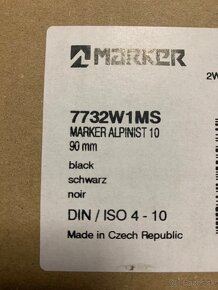 MARKER
2W
7732W1MS
MARKER ALPINIST 10
90 mm
black
schwarz
noir
DIN / ISO 4 - 10
Made in Czech Republic